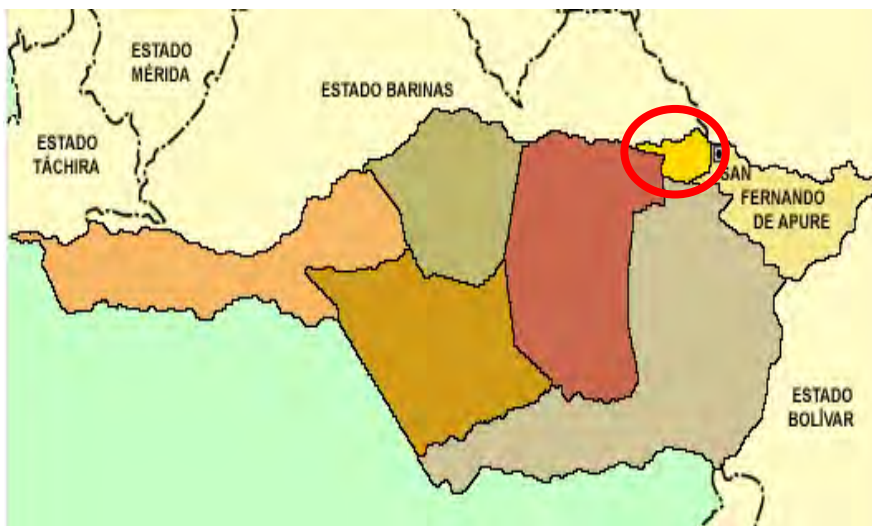 ESTADO
MÉRIDA
ESTADO BARINAS
ESTADO
TÁCHIRA
SAN
FERNANDO
DE APURE
ESTADO
BOLÍVAR